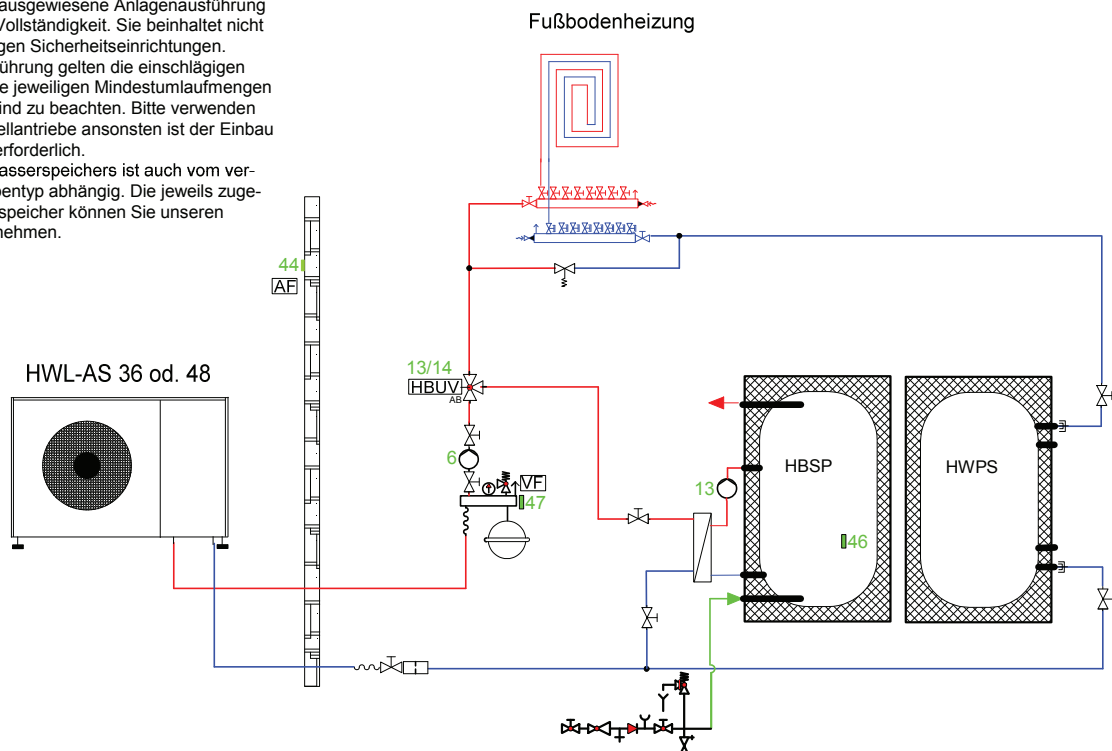 ausgewiesene Anlagenausführung
Vollständigkeit. Sie beinhaltet nicht
gen Sicherheitseinrichtungen.
führung gelten die einschlägigen
e jeweiligen Mindestumlaufmengen
ind zu beachten. Bitte verwenden
ellantriebe ansonsten ist der Einbau
erforderlich.
asserspeichers ist auch vom ver-
pentyp abhängig. Die jeweils zuge-
speicher können Sie unseren
nehmen.
Fußbodenheizung
44
AF
HWL-AS 36 od. 48
13/14
HBUV
AB
6
VF
47
13
HBSP
46
HWPS